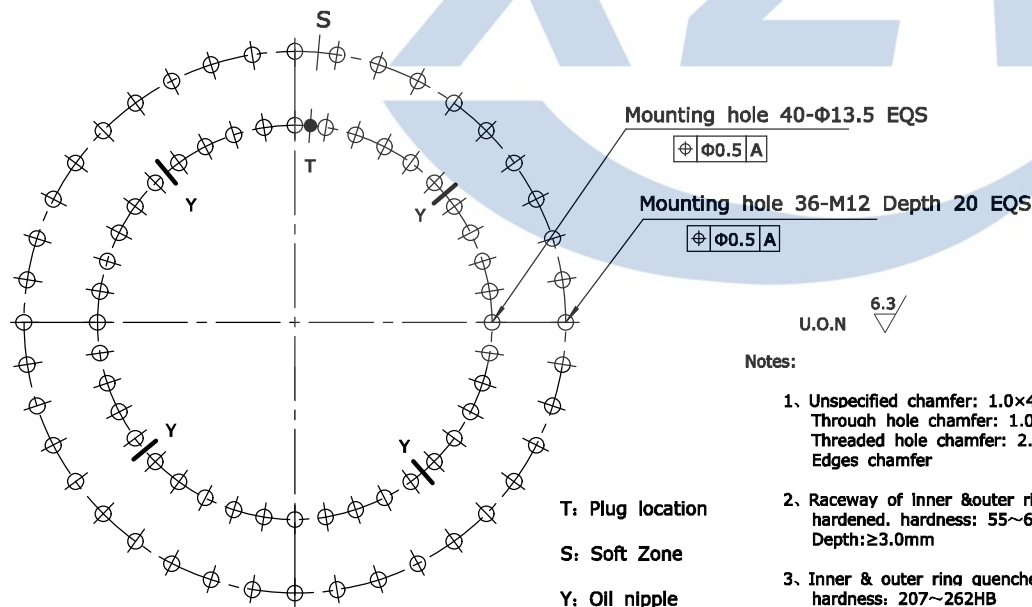 S
Mounting hole 40-Φ13.5 EQS
⌖ Φ0.5 A
T
Y
Y
Mounting hole 36-M12 Depth 20 EQS
⌖ Φ0.5 A
6.3
U.O.N
Notes:
1、Unspecified chamfer: 1.0×4
Through hole chamfer: 1.0
Threaded hole chamfer: 2.
Edges chamfer
Y
Y
T: Plug location
2、Raceway of inner &outer ri
hardened. hardness: 55~6
Depth:≥3.0mm
S: Soft Zone
3、Inner & outer ring quenche
hardness: 207~262HB
Y: Oil nipple